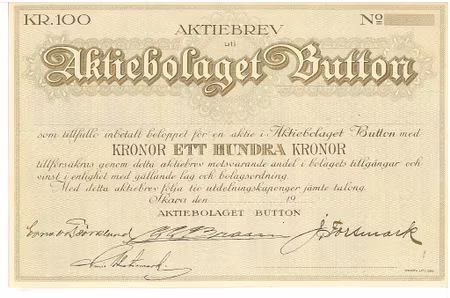 KR.100 AKTIEBREV No
uti
Aktiebolaget Button
som tillfullo inbetalt beloppet för en aktie i Aktiebolaget Button med
KRONOR ETT HUNDRA KRONOR
tillförsäkras genom detta aktiebrev motsvarande andel i bolagets tillgångar och
vinst i enlighet med gällande lag och bolagsordning.
Med detta aktiebrev följa tio utdelningskuponger jämte talong.
Skara den 19
AKTIEBOLAGET BUTTON
J. Forsmark